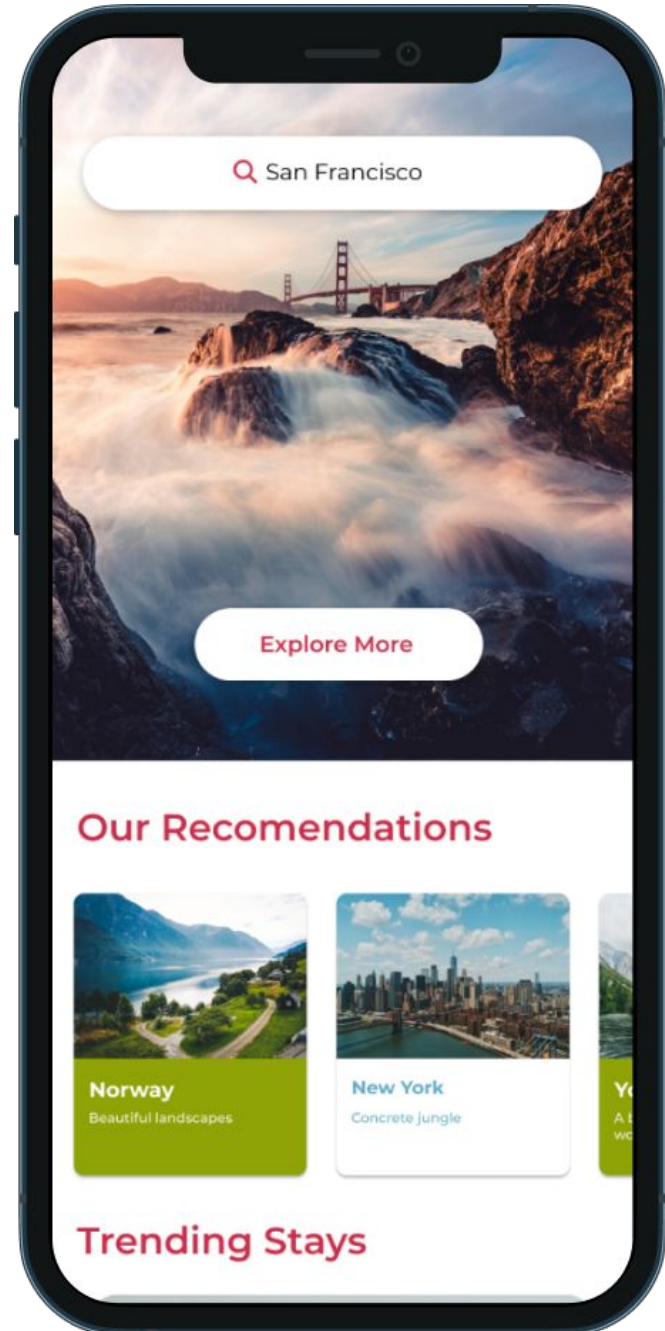 San Francisco
Explore More
Our Recomendations
Norway
Beautiful landscapes
New York
Concrete jungle
Trending Stays